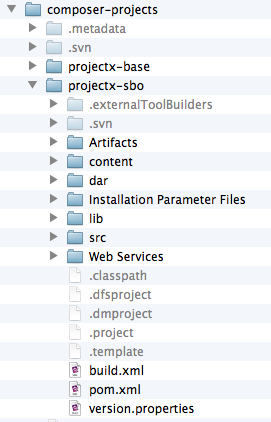 composer-projects
.metadata
.svn
projectx-base
projectx-sbo
.externalToolBuilders
.svn
Artifacts
content
dar
Installation Parameter Files
lib
src
Web Services
.classpath
.dfsproject
.dmproject
.project
.template
build.xml
pom.xml
version.properties